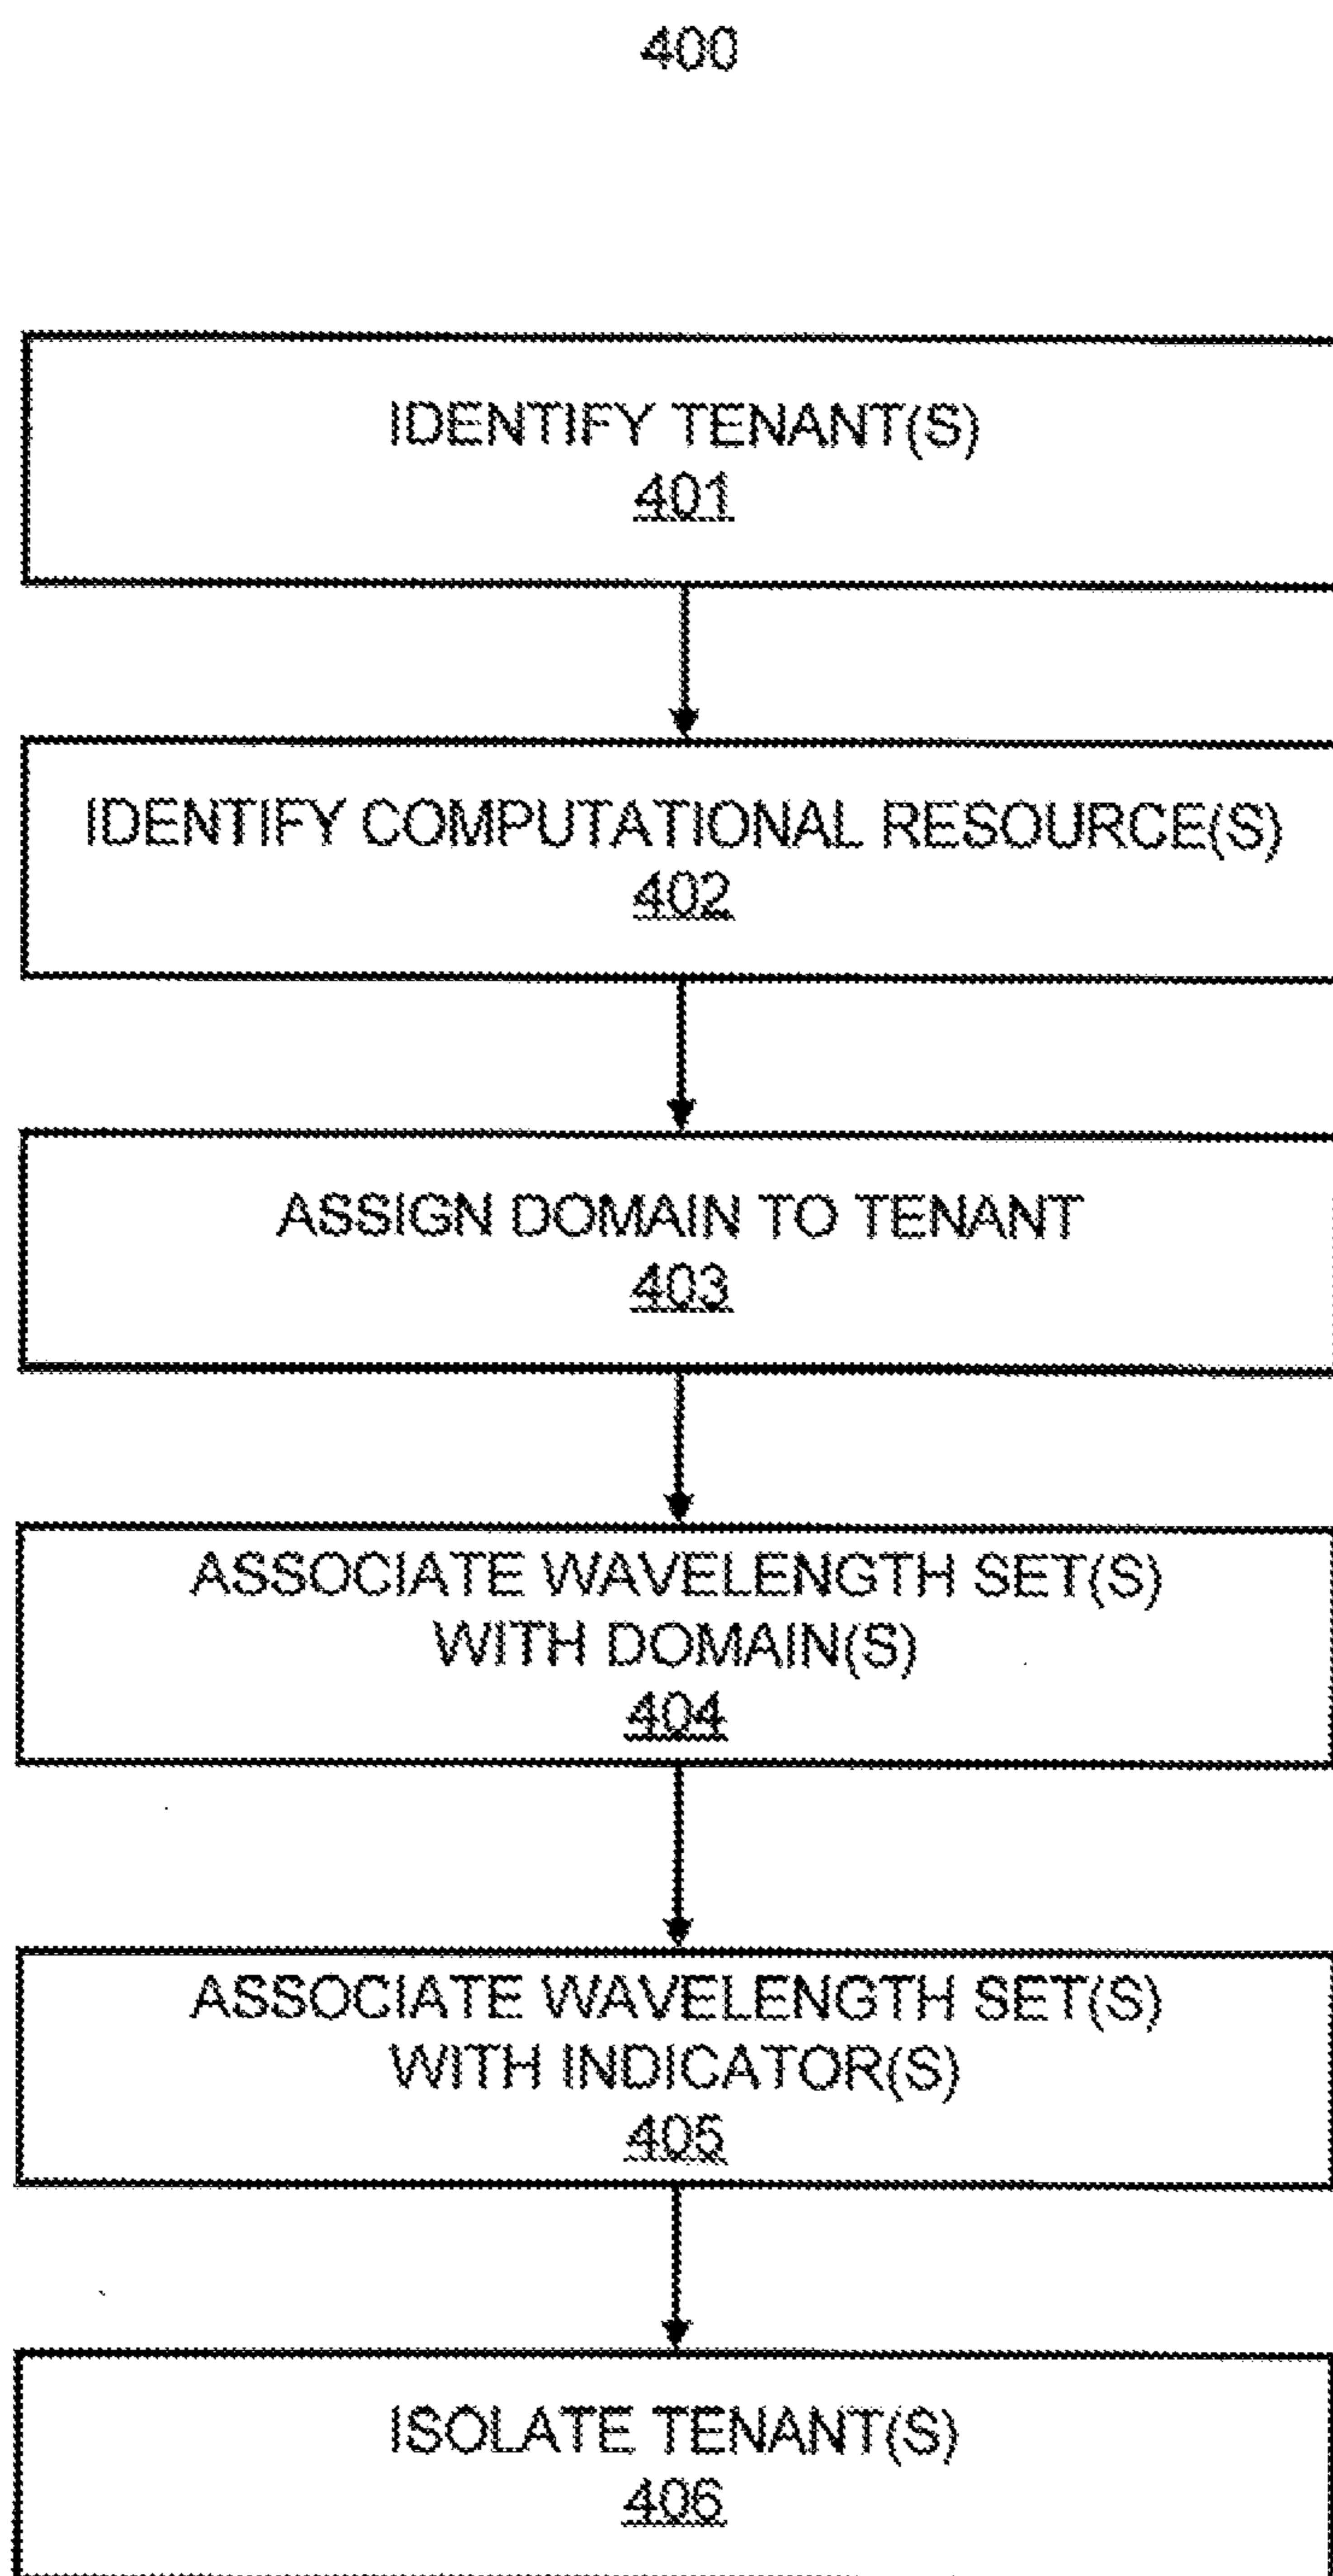 400
IDENTIFY TENANT(S)
401
IDENTIFY COMPUTATIONAL RESOURCE(S)
402
ASSIGN DOMAIN TO TENANT
403
ASSOCIATE WAVELENGTH SET(S)
WITH DOMAIN(S)
404
ASSOCIATE WAVELENGTH SET(S)
WITH INDICATOR(S)
405
ISOLATE TENANT(S)
406